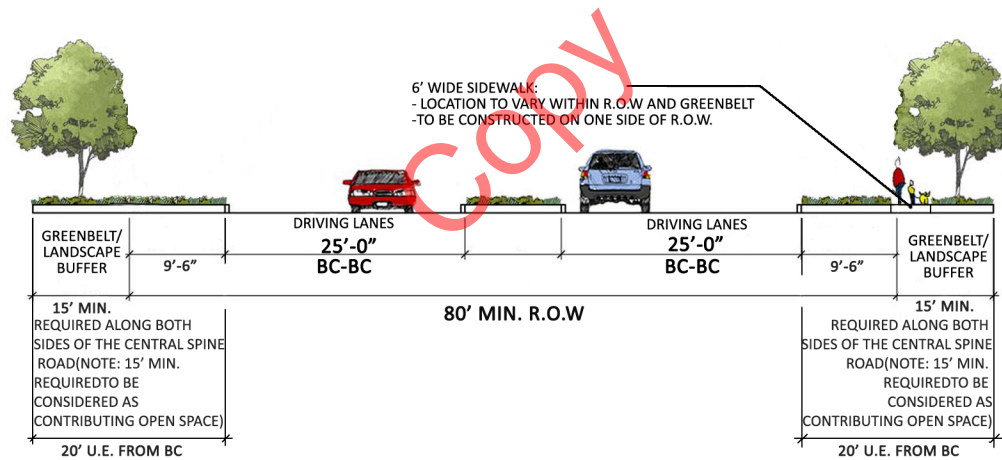 Copy
6' WIDE SIDEWALK:
- LOCATION TO VARY WITHIN R.O.W AND GREENBELT
-TO BE CONSTRUCTED ON ONE SIDE OF R.O.W.
GREENBELT/
LANDSCAPE
BUFFER
9'-6"
DRIVING LANES
25'-0"
BC-BC
DRIVING LANES
25'-0"
BC-BC
9'-6"
GREENBELT/
LANDSCAPE
BUFFER
80' MIN. R.O.W
15' MIN.
REQUIRED ALONG BOTH
SIDES OF THE CENTRAL SPINE
ROAD(NOTE: 15' MIN.
REQUIREDTO BE
CONSIDERED AS
CONTRIBUTING OPEN SPACE)
20' U.E. FROM BC
15' MIN.
REQUIRED ALONG BOTH
SIDES OF THE CENTRAL SPINE
ROAD(NOTE: 15' MIN.
REQUIREDTO BE
CONSIDERED AS
CONTRIBUTING OPEN SPACE)
20' U.E. FROM BC